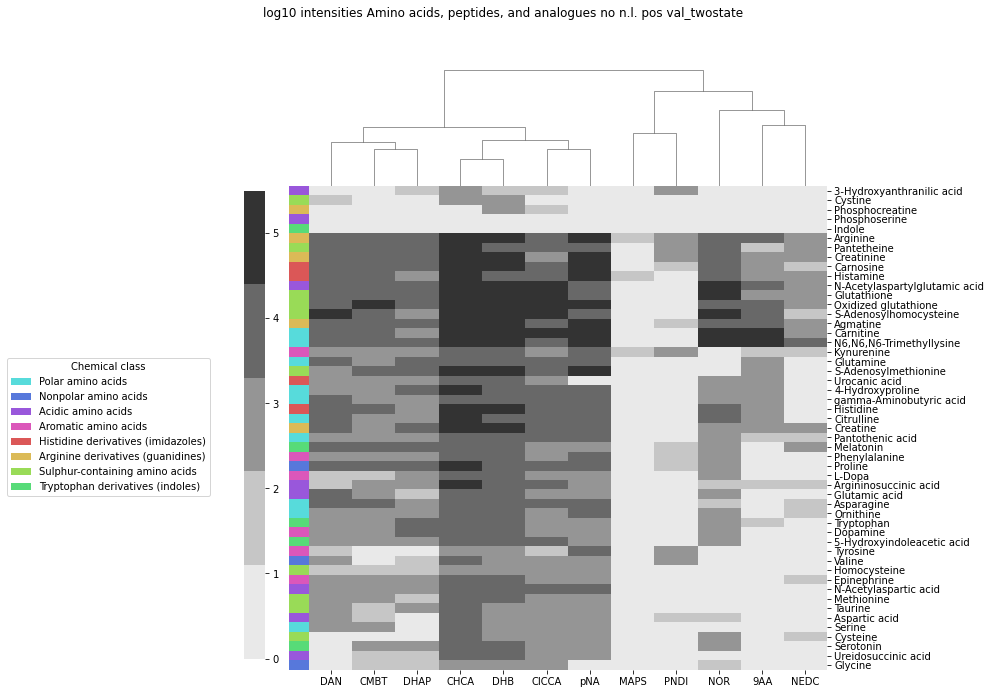 log10 intensities Amino acids, peptides, and analogues no n.l. pos val_twostate
5
4
3
2
1
0
Chemical class
Polar amino acids
Nonpolar amino acids
Acidic amino acids
Aromatic amino acids
Histidine derivatives (imidazoles)
Arginine derivatives (guanidines)
Sulphur-containing amino acids
Tryptophan derivatives (indoles)
3-Hydroxyanthranilic acid
Cystine
Phosphocreatine
Phosphoserine
Indole
Arginine
Pantetheine
Creatinine
Carnosine
Histamine
N-Acetylaspartylglutamic acid
Glutathione
Oxidized glutathione
S-Adenosylhomocysteine
Agmatine
Carnitine
N6,N6,N6-Trimethyllysine
Kynurenine
Glutamine
S-Adenosylmethionine
Urocanic acid
4-Hydroxyproline
gamma-Aminobutyric acid
Histidine
Citrulline
Creatine
Pantothenic acid
Melatonin
Phenylalanine
Proline
L-Dopa
Argininosuccinic acid
Glutamic acid
Asparagine
Ornithine
Tryptophan
Dopamine
5-Hydroxyindoleacetic acid
Tyrosine
Valine
Homocysteine
Epinephrine
N-Acetylaspartic acid
Methionine
Taurine
Aspartic acid
Serine
Cysteine
Serotonin
Ureidosuccinic acid
Glycine
DAN CMBT DHAP CHCA DHB ClCCA pNA MAPS PNDI NOR 9AA NEDC